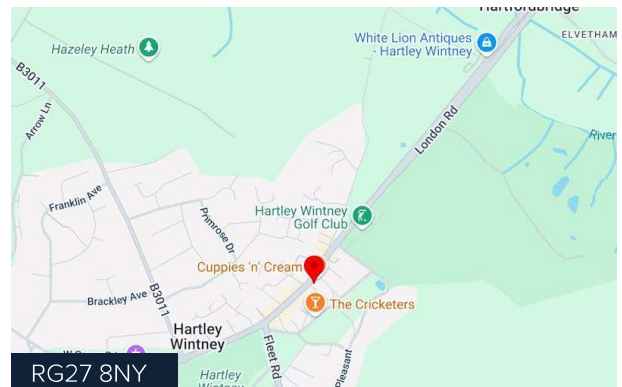 Hartfordbridge
White Lion Antiques
- Hartley Wintney
ELVETHAM
Hazeley Heath
B3011
Arrow Ln
London Rd
River
Franklin Ave
Primrose Dr
Hartley Wintney
Golf Club
Cuppies 'n' Cream
The Cricketers
Brackley Ave
B3011
Hartley
Wintney
Fleet Rd
Pleasant
Hartley
RG27 8NY